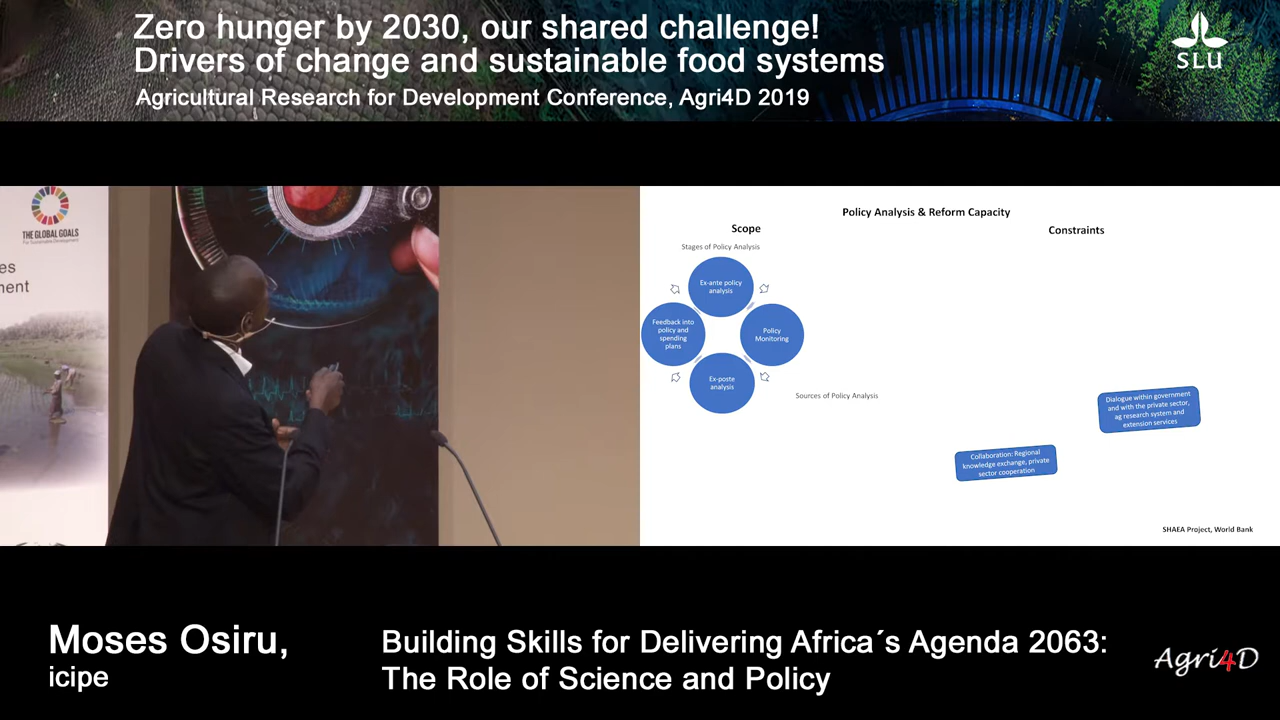 Zero hunger by 2030, our shared challenge!
Drivers of change and sustainable food systems
Agricultural Research for Development Conference, Agri4D 2019
SLU
THE GLOBAL GOALS
For Sustainable Development
es
nent
Policy Analysis & Reform Capacity
Scope
Constraints
Stages of Policy Analysis
Ex-ante policy
analysis
Feedback into
policy and
spending
plans
Policy
Monitoring
Ex-poste
analysis
Sources of Policy Analysis
Dialogue within government
and with the private sector,
ag research system and
extension services
Collaboration: Regional
knowledge exchange, private
sector cooperation
SHAEA Project, World Bank
Moses Osiru,
icipe
Building Skills for Delivering Africa´s Agenda 2063:
The Role of Science and Policy
Agri4D